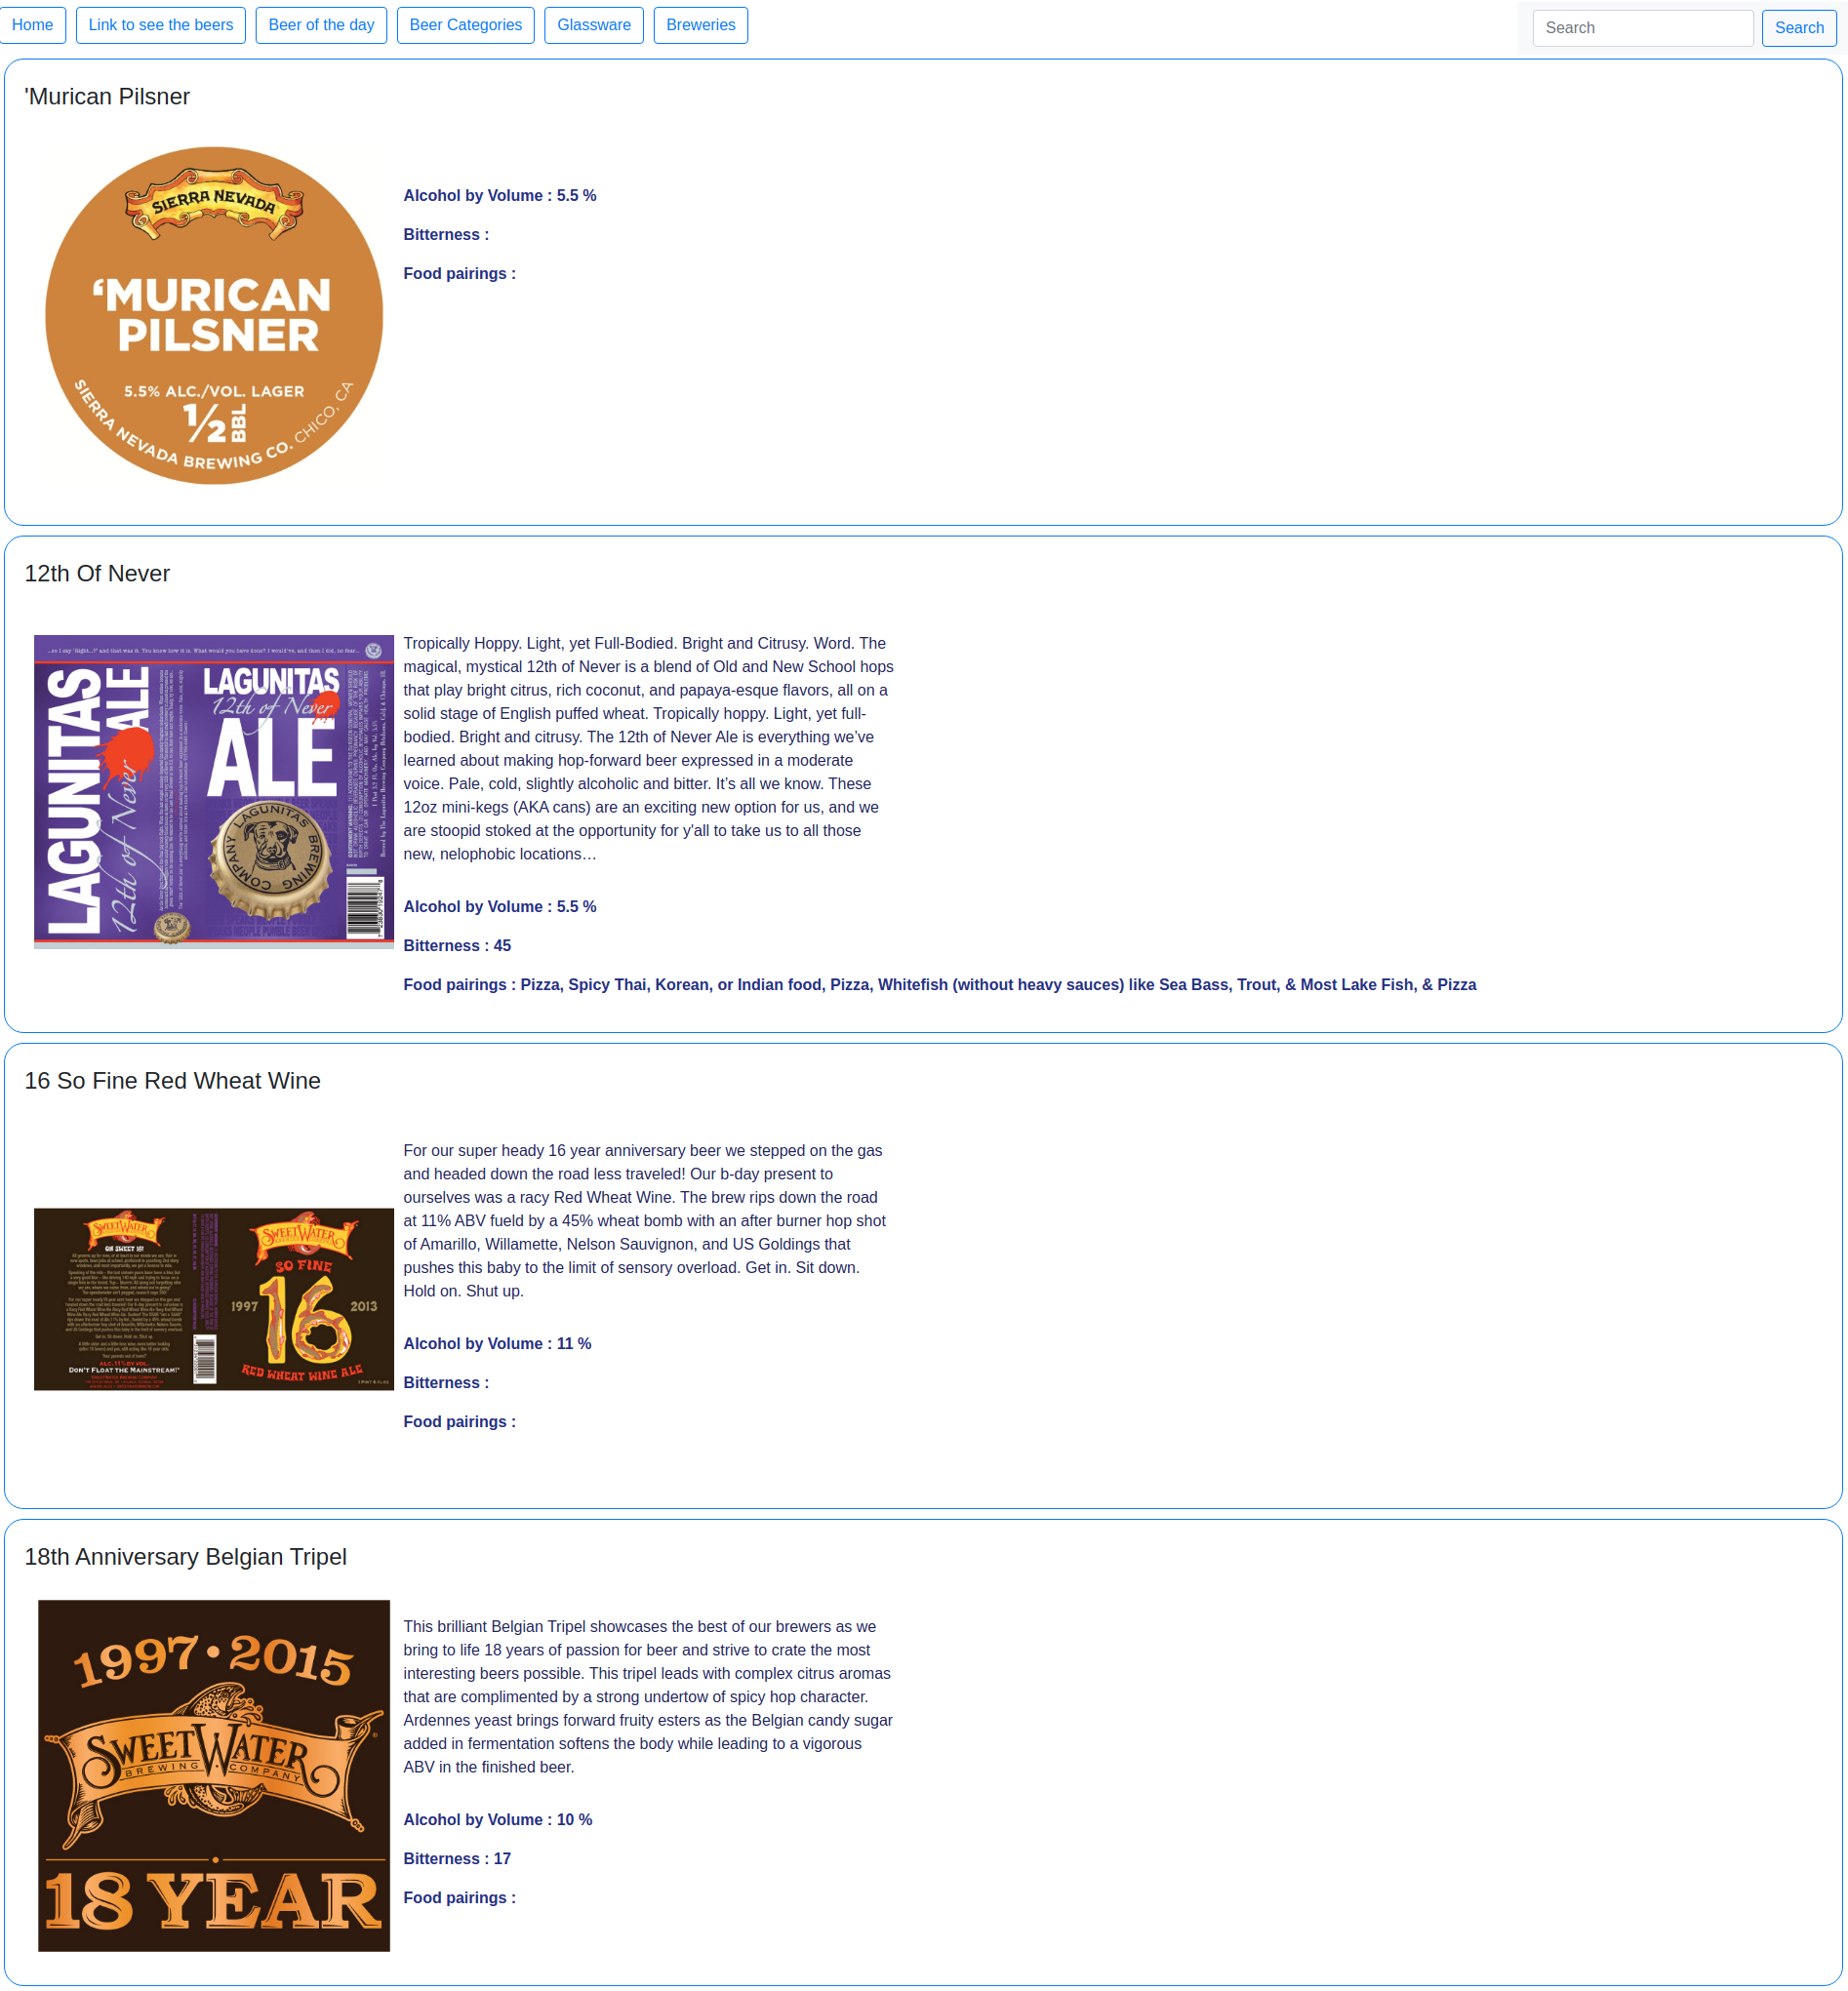 Home
Link to see the beers
Beer of the day
Beer Categories
Glassware
Breweries
Search
Search
'Murican Pilsner
SIERRA NEVADA
‘MURICAN
PILSNER
5.5% ALC./VOL. LAGER
½ BBL
SIERRA NEVADA BREWING CO. CHICO, CA
Alcohol by Volume : 5.5 %
Bitterness :
Food pairings :
12th Of Never
LAGUNITAS
12th of Never
ALE
LAGUNITAS
12th of Never
ALE
LAGUNITAS BREWING COMPANY
Tropically Hoppy. Light, yet Full-Bodied. Bright and Citrusy. Word. The
magical, mystical 12th of Never is a blend of Old and New School hops
that play bright citrus, rich coconut, and papaya-esque flavors, all on a
solid stage of English puffed wheat. Tropically hoppy. Light, yet full-
bodied. Bright and citrusy. The 12th of Never Ale is everything we’ve
learned about making hop-forward beer expressed in a moderate
voice. Pale, cold, slightly alcoholic and bitter. It’s all we know. These
12oz mini-kegs (AKA cans) are an exciting new option for us, and we
are stoopid stoked at the opportunity for y'all to take us to all those
new, nelophobic locations…
Alcohol by Volume : 5.5 %
Bitterness : 45
Food pairings : Pizza, Spicy Thai, Korean, or Indian food, Pizza, Whitefish (without heavy sauces) like Sea Bass, Trout, & Most Lake Fish, & Pizza
16 So Fine Red Wheat Wine
SWEETWATER
OH SWEET 16!
DON'T FLOAT THE MAINSTREAM!
SWEETWATER
SO FINE
1997 16 2013
RED WHEAT WINE ALE
For our super heady 16 year anniversary beer we stepped on the gas
and headed down the road less traveled! Our b-day present to
ourselves was a racy Red Wheat Wine. The brew rips down the road
at 11% ABV fueld by a 45% wheat bomb with an after burner hop shot
of Amarillo, Willamette, Nelson Sauvignon, and US Goldings that
pushes this baby to the limit of sensory overload. Get in. Sit down.
Hold on. Shut up.
Alcohol by Volume : 11 %
Bitterness :
Food pairings :
18th Anniversary Belgian Tripel
1997 • 2015
SWEETWATER
BREWING • COMPANY
18 YEAR
This brilliant Belgian Tripel showcases the best of our brewers as we
bring to life 18 years of passion for beer and strive to crate the most
interesting beers possible. This tripel leads with complex citrus aromas
that are complimented by a strong undertow of spicy hop character.
Ardennes yeast brings forward fruity esters as the Belgian candy sugar
added in fermentation softens the body while leading to a vigorous
ABV in the finished beer.
Alcohol by Volume : 10 %
Bitterness : 17
Food pairings :